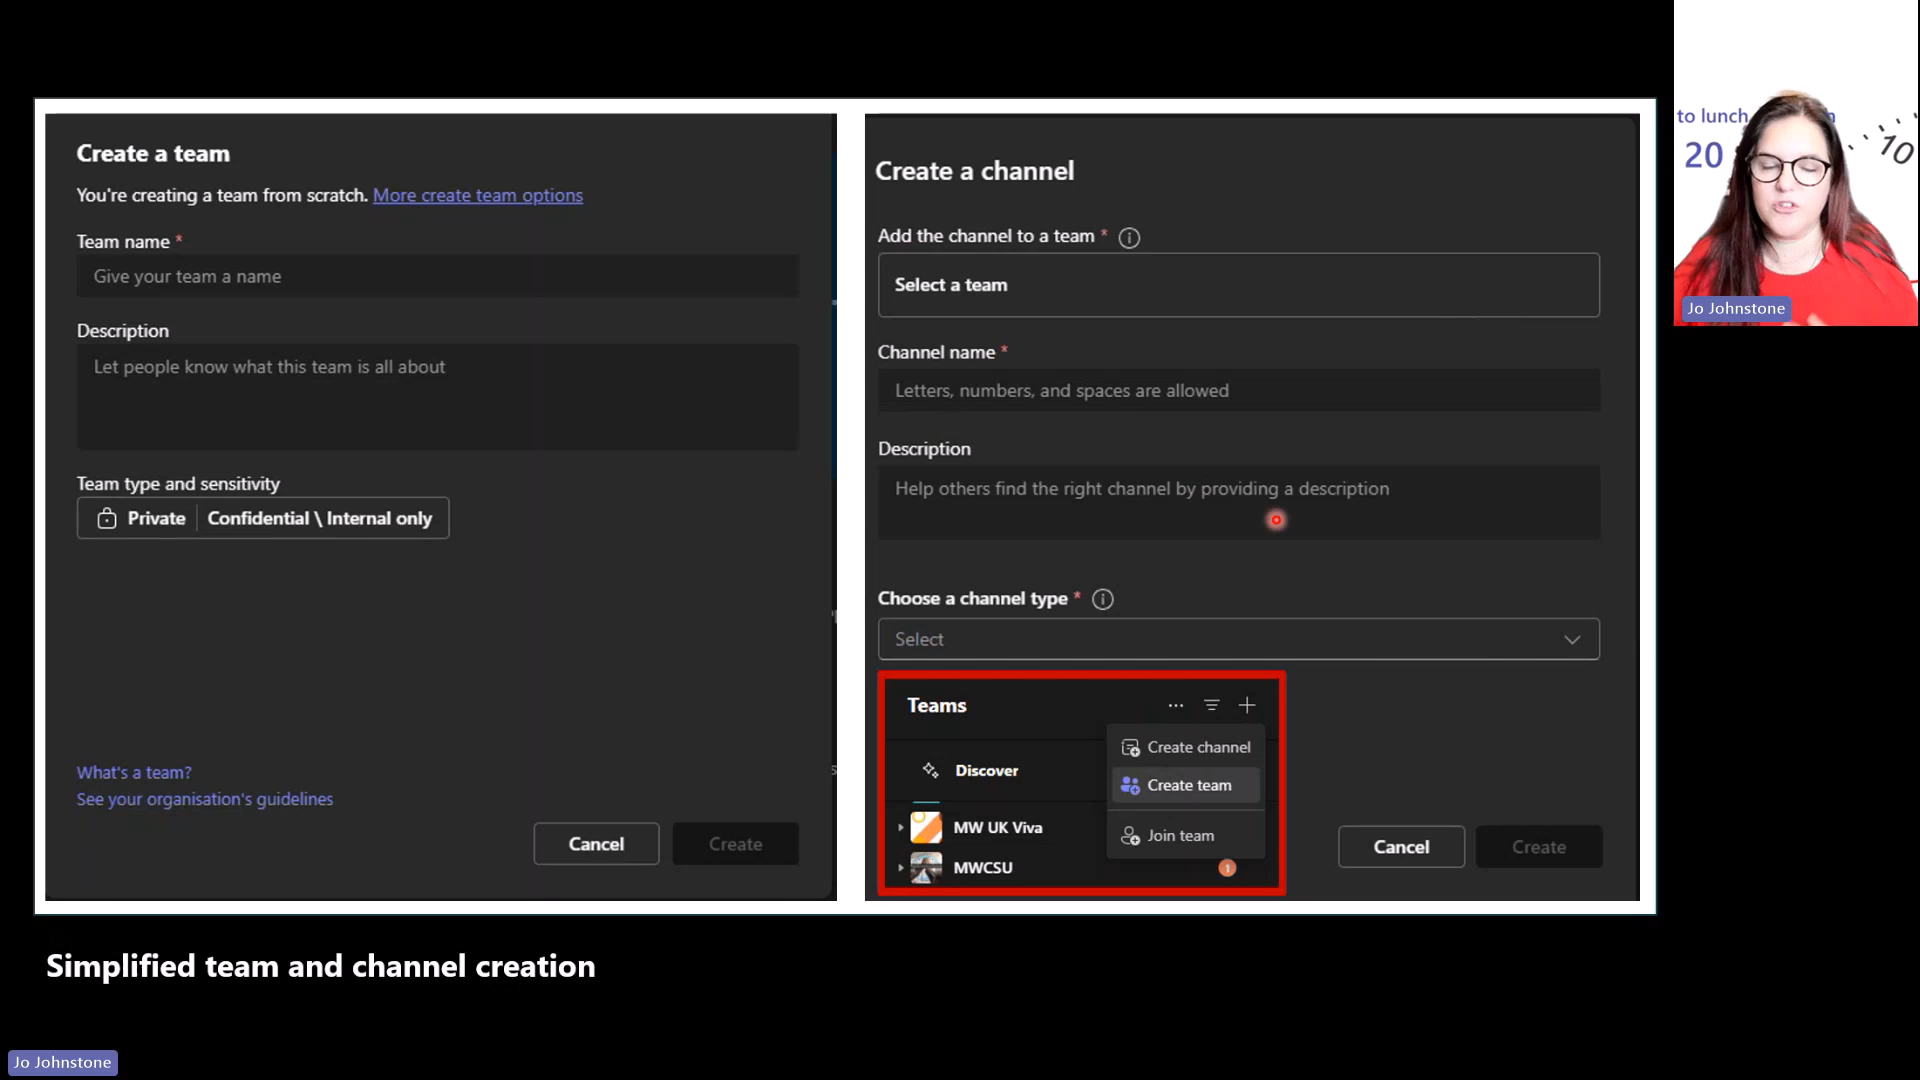 Create a team
You're creating a team from scratch. More create team options
Team name *
Give your team a name
Description
Let people know what this team is all about
Team type and sensitivity
Private Confidential \ Internal only
What's a team?
See your organisation's guidelines
Cancel Create
Create a channel
Add the channel to a team *
Select a team
Channel name *
Letters, numbers, and spaces are allowed
Description
Help others find the right channel by providing a description
Choose a channel type *
Select
Teams
Create channel
Discover
Create team
MW UK Viva
Join team
MWCSU
1
Cancel Create
to lunch
20
10
Jo Johnstone
Simplified team and channel creation
Jo Johnstone